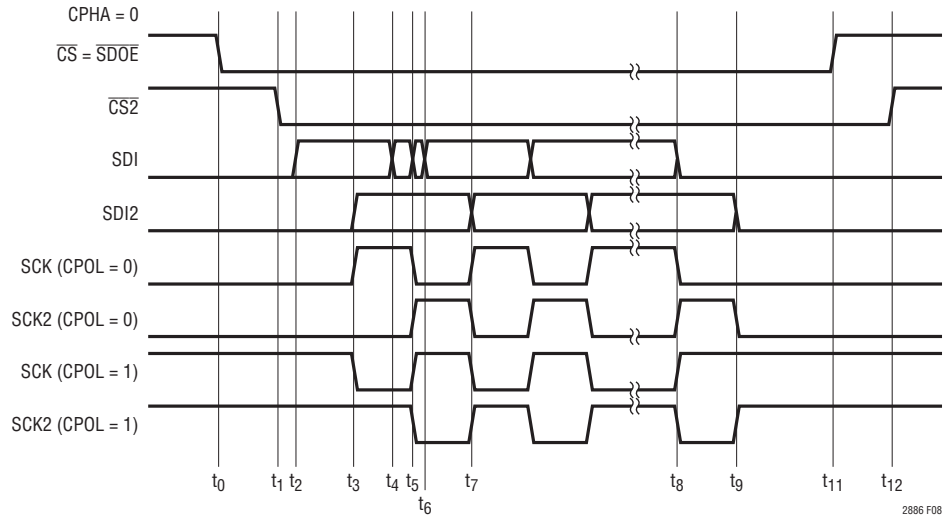 CPHA = 0
CS = SDOE
CS2
SDI
SDI2
SCK (CPOL = 0)
SCK2 (CPOL = 0)
SCK (CPOL = 1)
SCK2 (CPOL = 1)
t0 t1 t2 t3 t4 t5 t6 t7 t8 t9 t11 t12
2886 F08